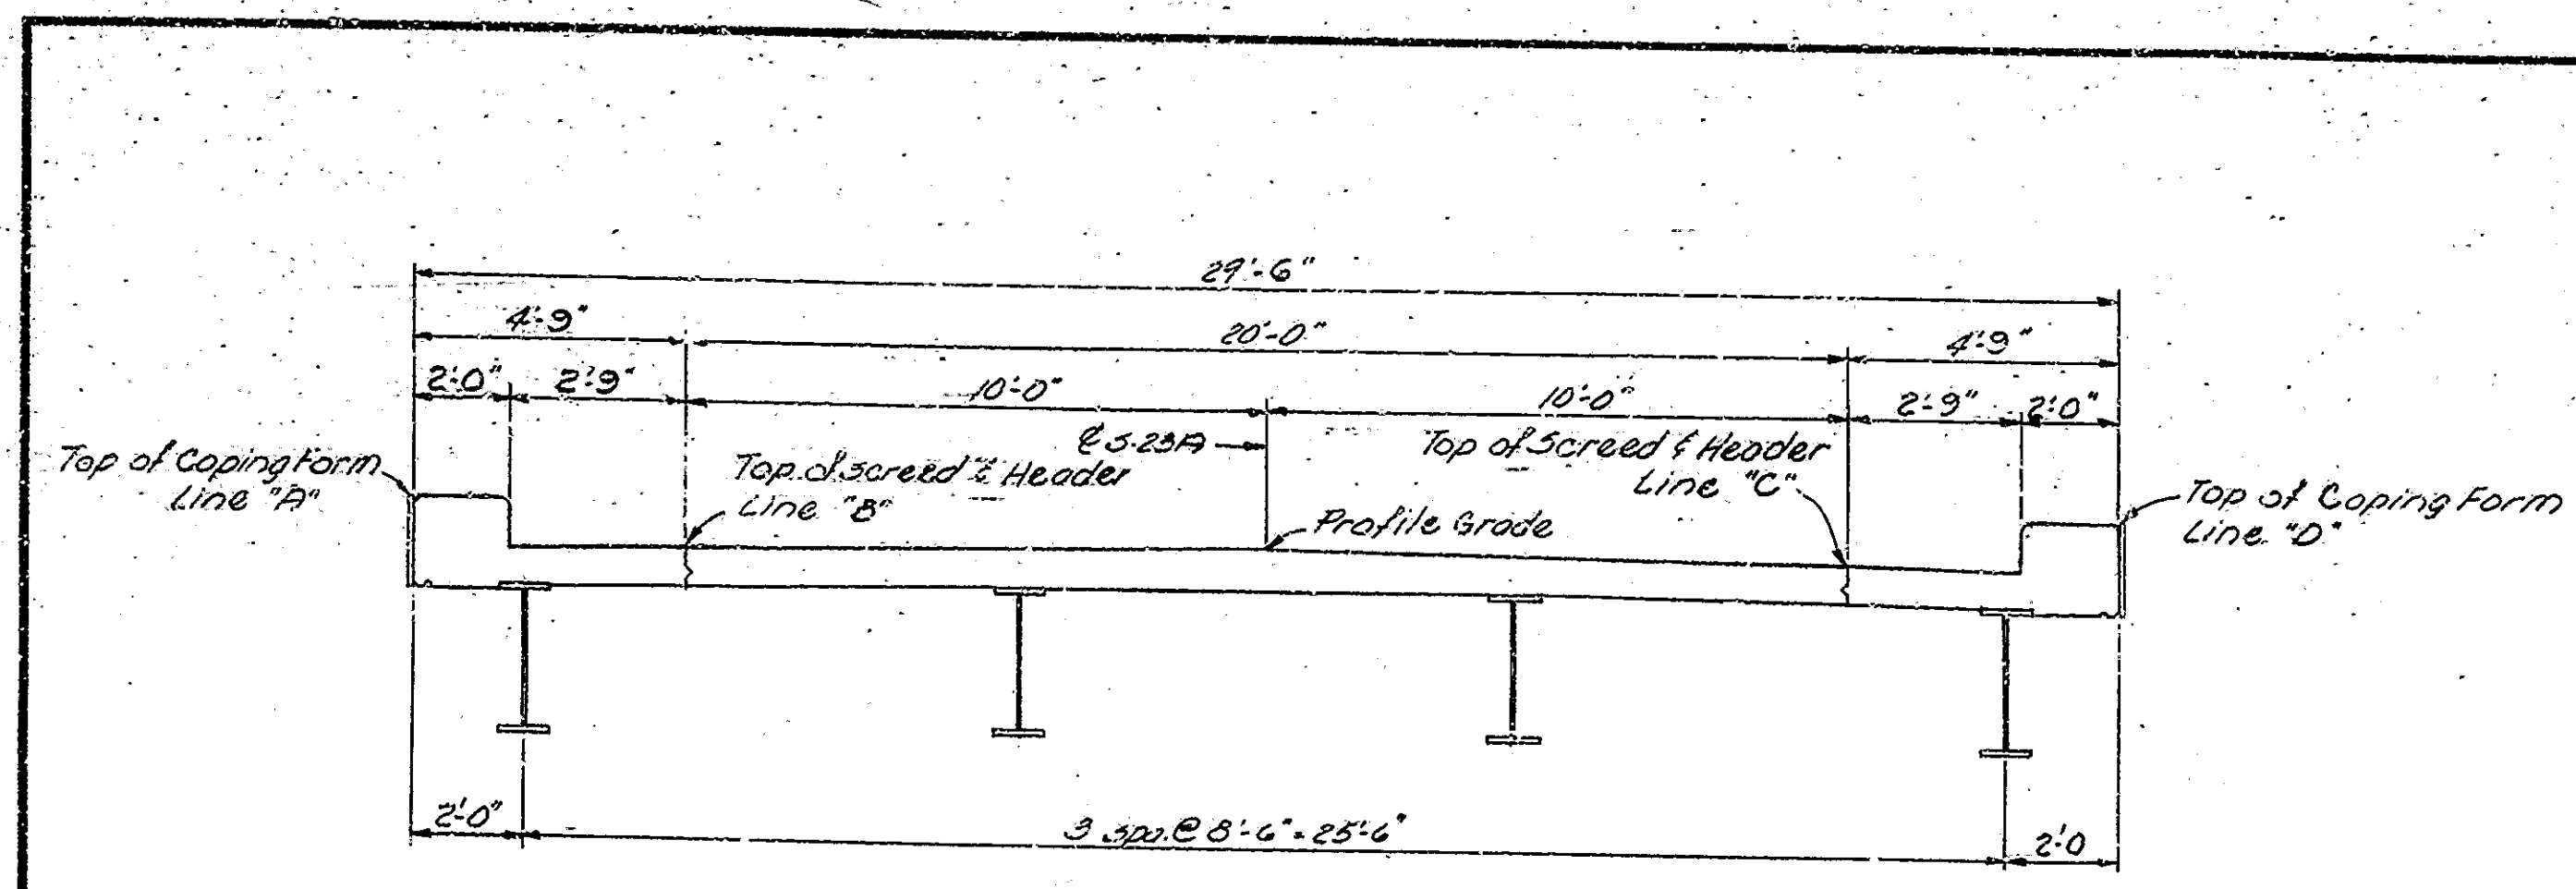 29'-6"
4'-9"
20'-0"
4'-9"
2'-0"
2'-9"
10'-0"
10'-0"
2'-9"
2'-0"
℄ S-23A
Top of Coping Form
Line "A"
Top of Screed & Header
Line "B"
Top of Screed & Header
Line "C"
Profile Grade
Top of Coping Form
Line "D"
2'-0"
3 spa. @ 8'-6" = 25'-6"
2'-0